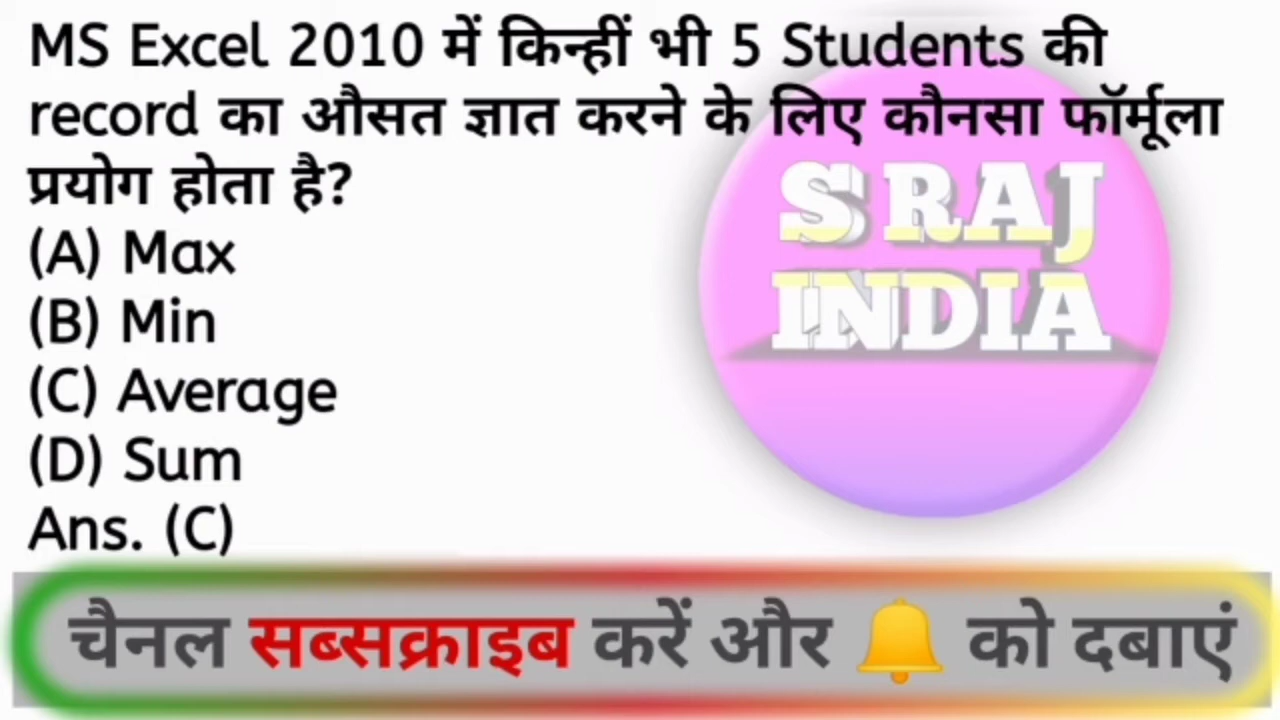 MS Excel 2010 में किन्हीं भी 5 Students की
record का औसत ज्ञात करने के लिए कौनसा फॉर्मूला
प्रयोग होता है?
(A) Max
(B) Min
(C) Average
(D) Sum
Ans. (C)
S RAJ
INDIA
चैनल सब्सक्राइब करें और 🔔 को दबाएं